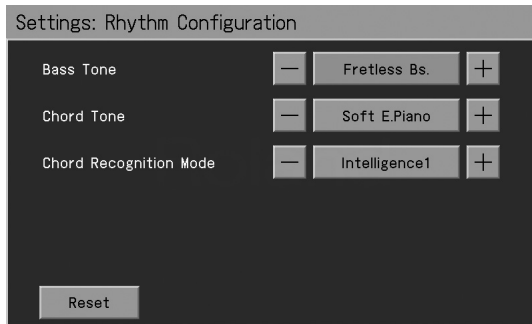 Settings: Rhythm Configuration
Bass Tone — Fretless Bs. +
Chord Tone — Soft E.Piano +
Chord Recognition Mode — Intelligence1 +
Reset